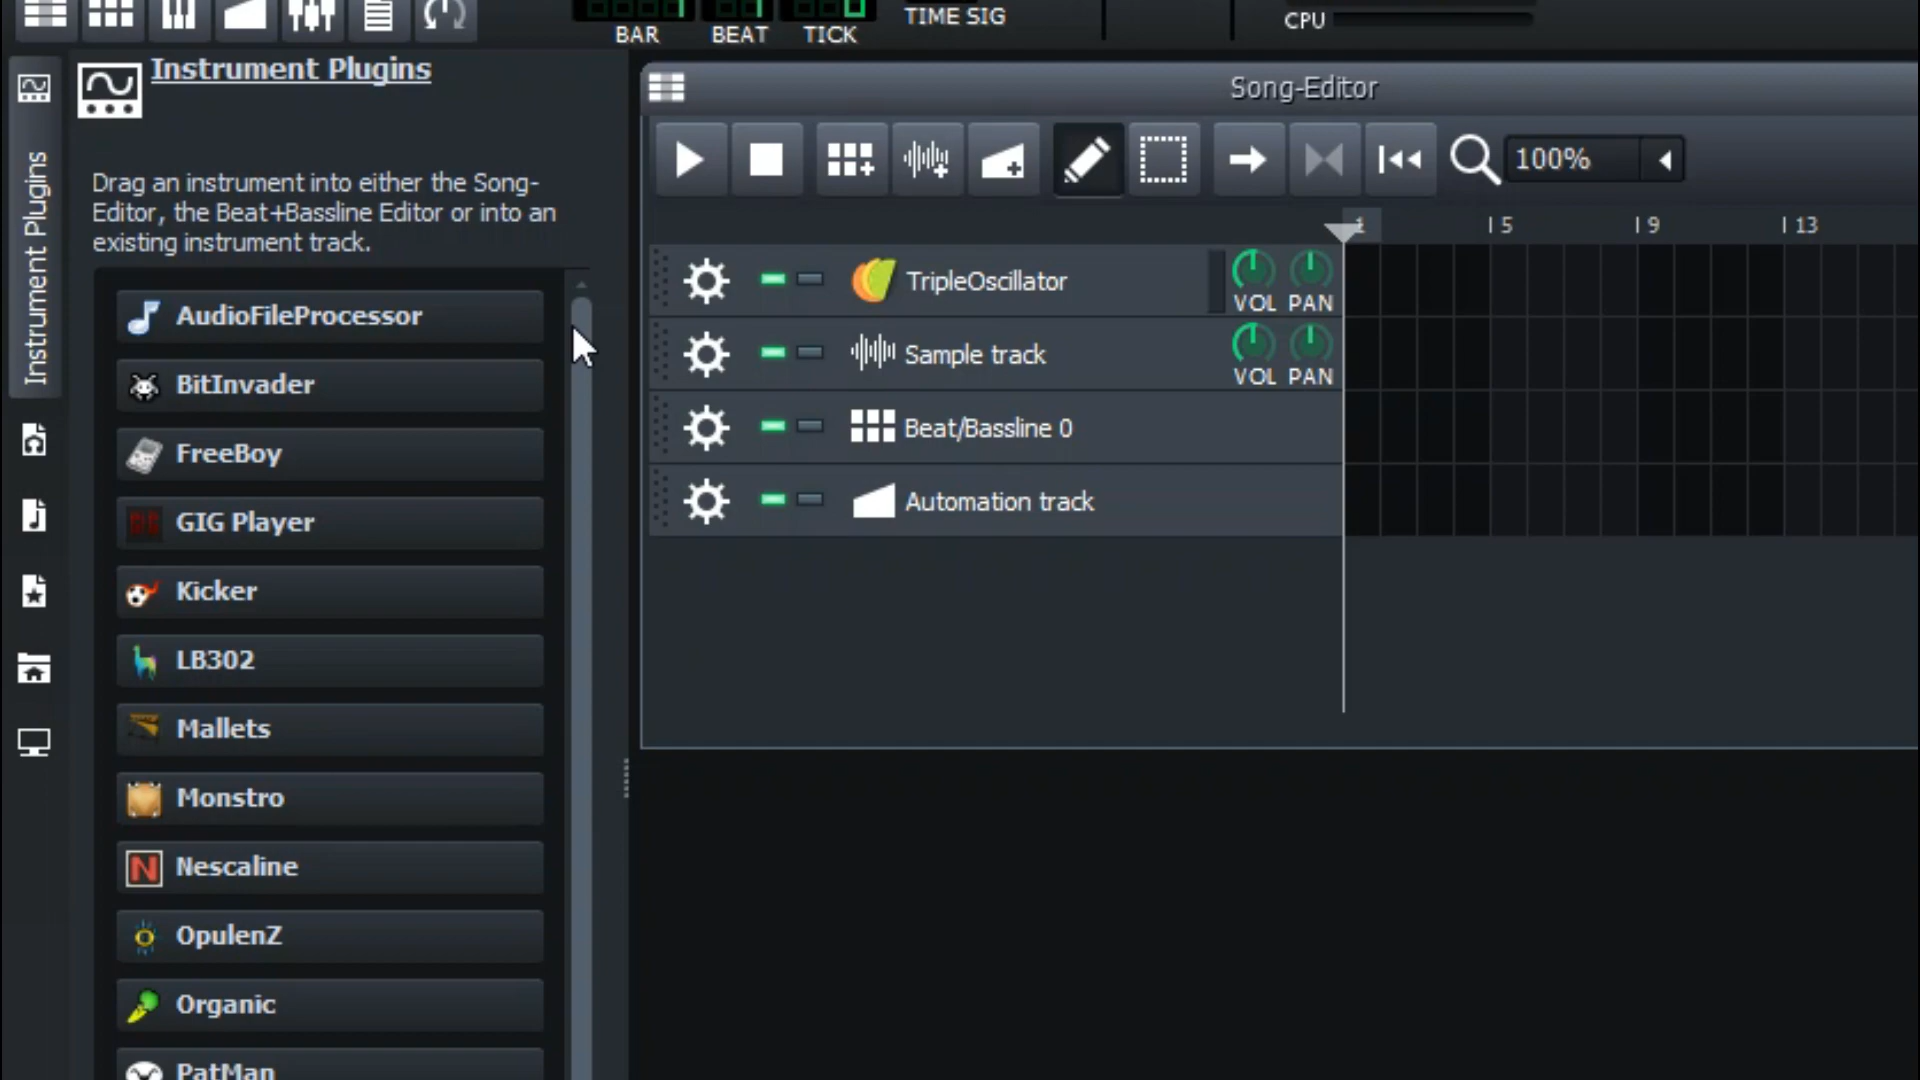 BAR BEAT TICK
TIME SIG
CPU
Instrument Plugins
Instrument Plugins
Drag an instrument into either the Song-
Editor, the Beat+Bassline Editor or into an
existing instrument track.
AudioFileProcessor
BitInvader
FreeBoy
GIG Player
Kicker
LB302
Mallets
Monstro
Nescaline
OpulenZ
Organic
PatMan
Song-Editor
100%
1 5 9 13
TripleOscillator
VOL PAN
Sample track
VOL PAN
Beat/Bassline 0
Automation track